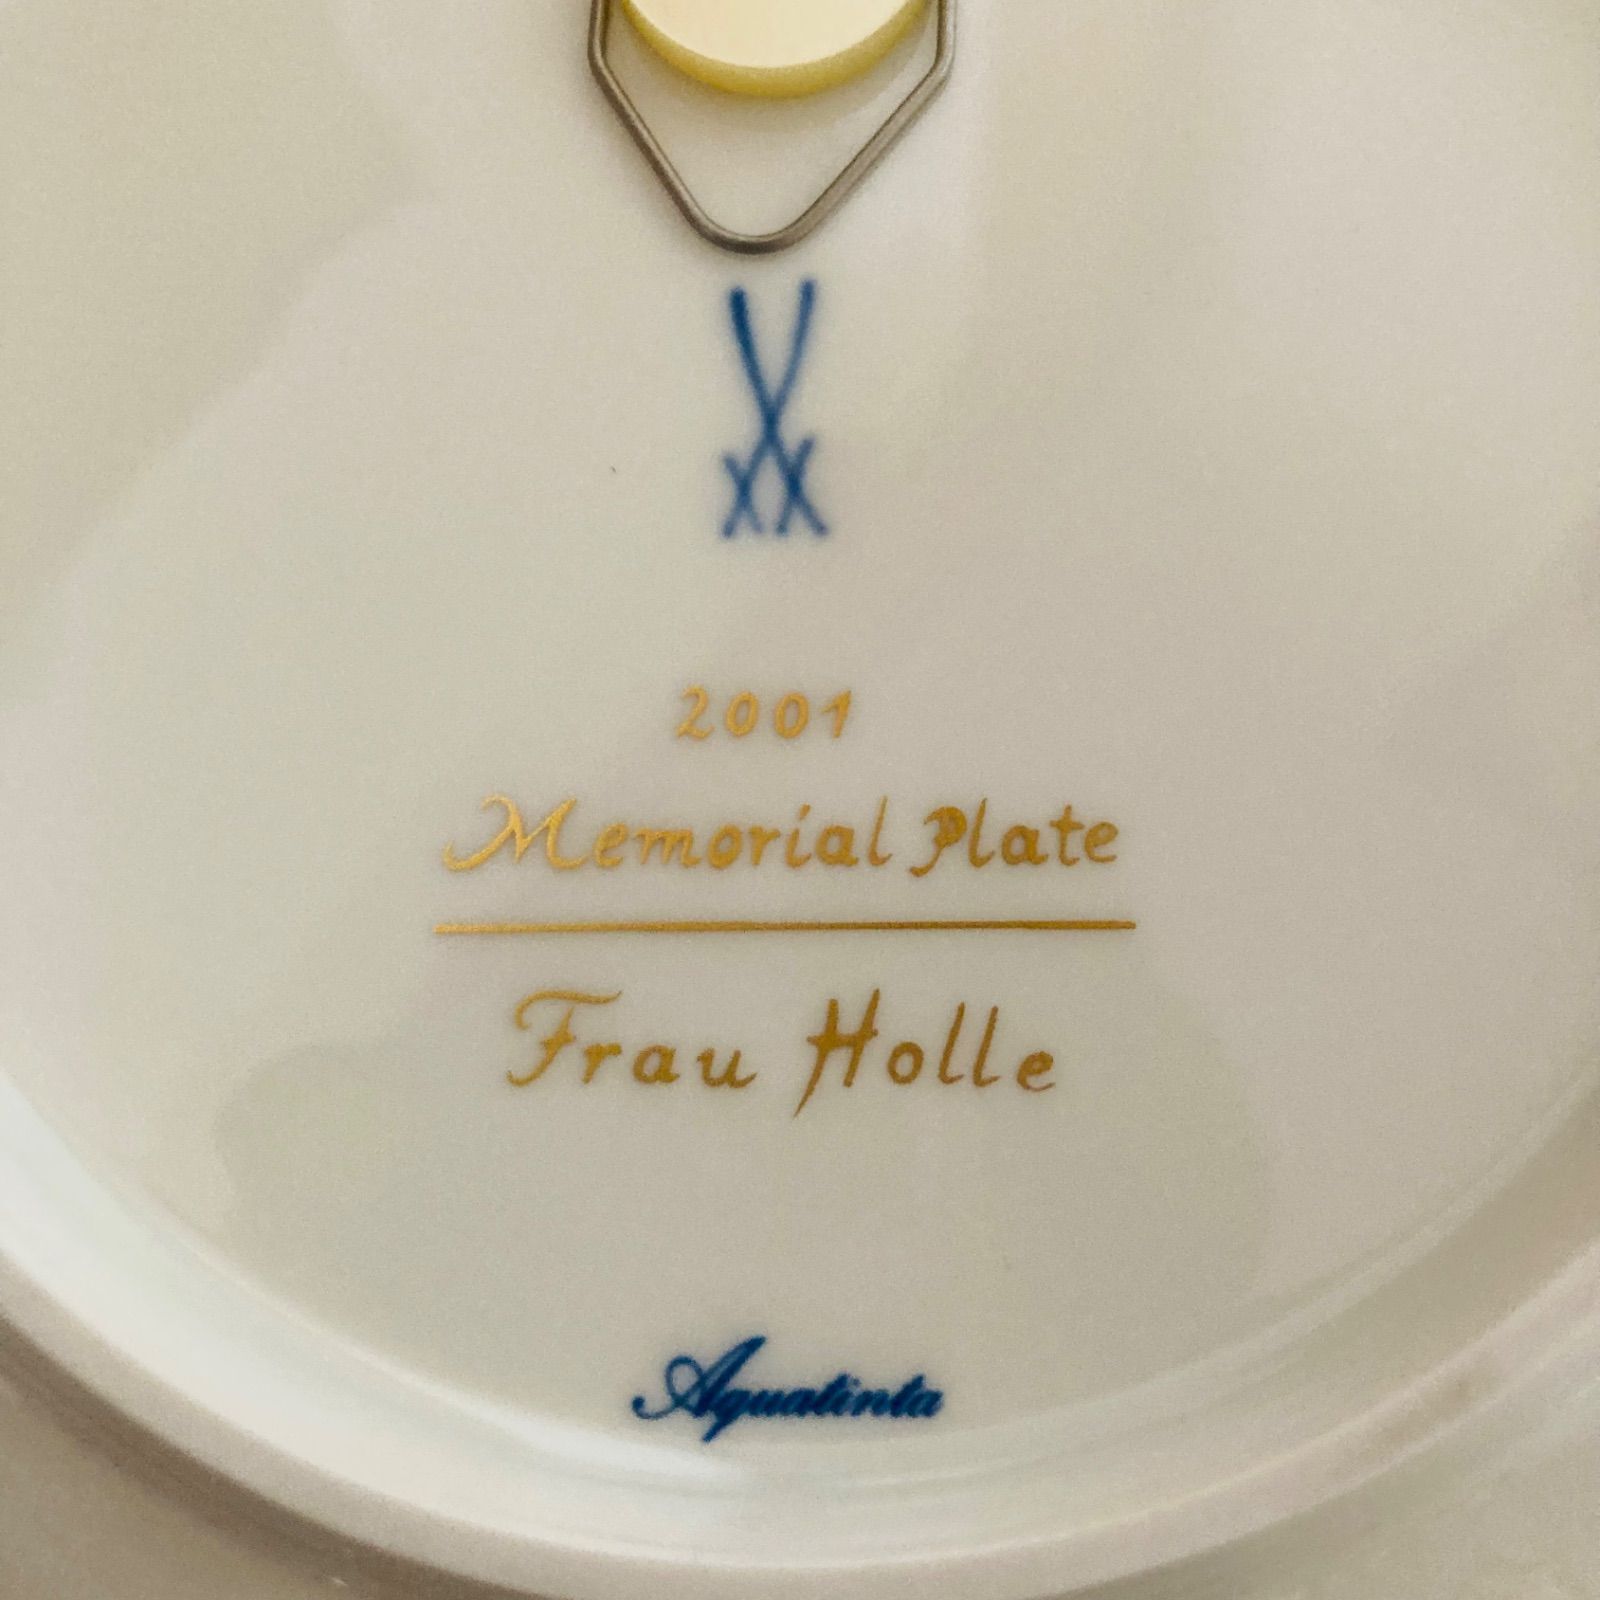 2001
Memorial Plate
Frau Holle
Aquatinta